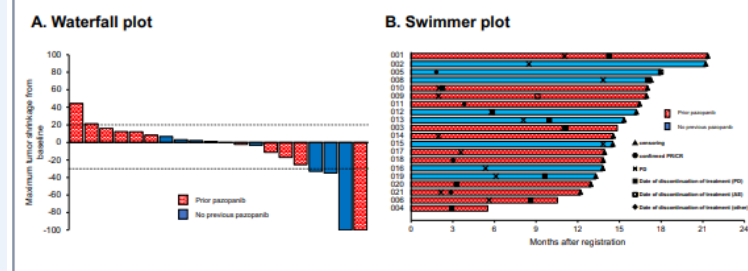 A. Waterfall plot
100
80
60
40
20
0
-20
-40
-60
-80
-100
Maximum tumor shrinkage from
baseline
Prior pazopanib
No previous pazopanib
B. Swimmer plot
001
002
005
008
010
009
011
012
013
003
014
015
017
018
016
019
020
021
006
004
Prior pazopanib
No previous pazopanib
censoring
confirmed PR/CR
PD
Date of discontinuation of treatment (PD)
Date of discontinuation of treatment (AE)
Date of discontinuation of treatment (other)
0 3 6 9 12 15 18 21 24
Months after registration